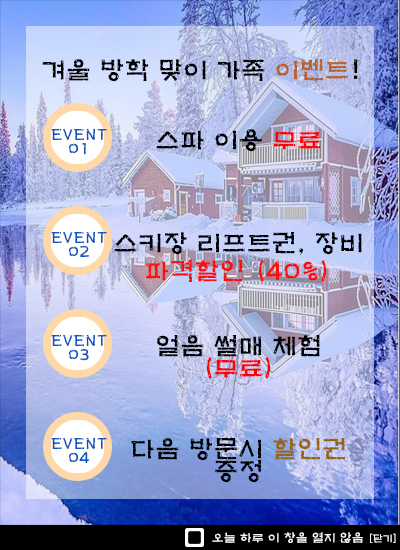 겨울 방학 맞이 가족 이벤트!
EVENT
01
스파 이용 무료
EVENT
02
스키장 리프트권, 장비
파격할인 (40%)
EVENT
03
얼음 썰매 체험
(무료)
EVENT
04
다음 방문시 할인권
증정
오늘 하루 이 창을 열지 않음 [닫기]